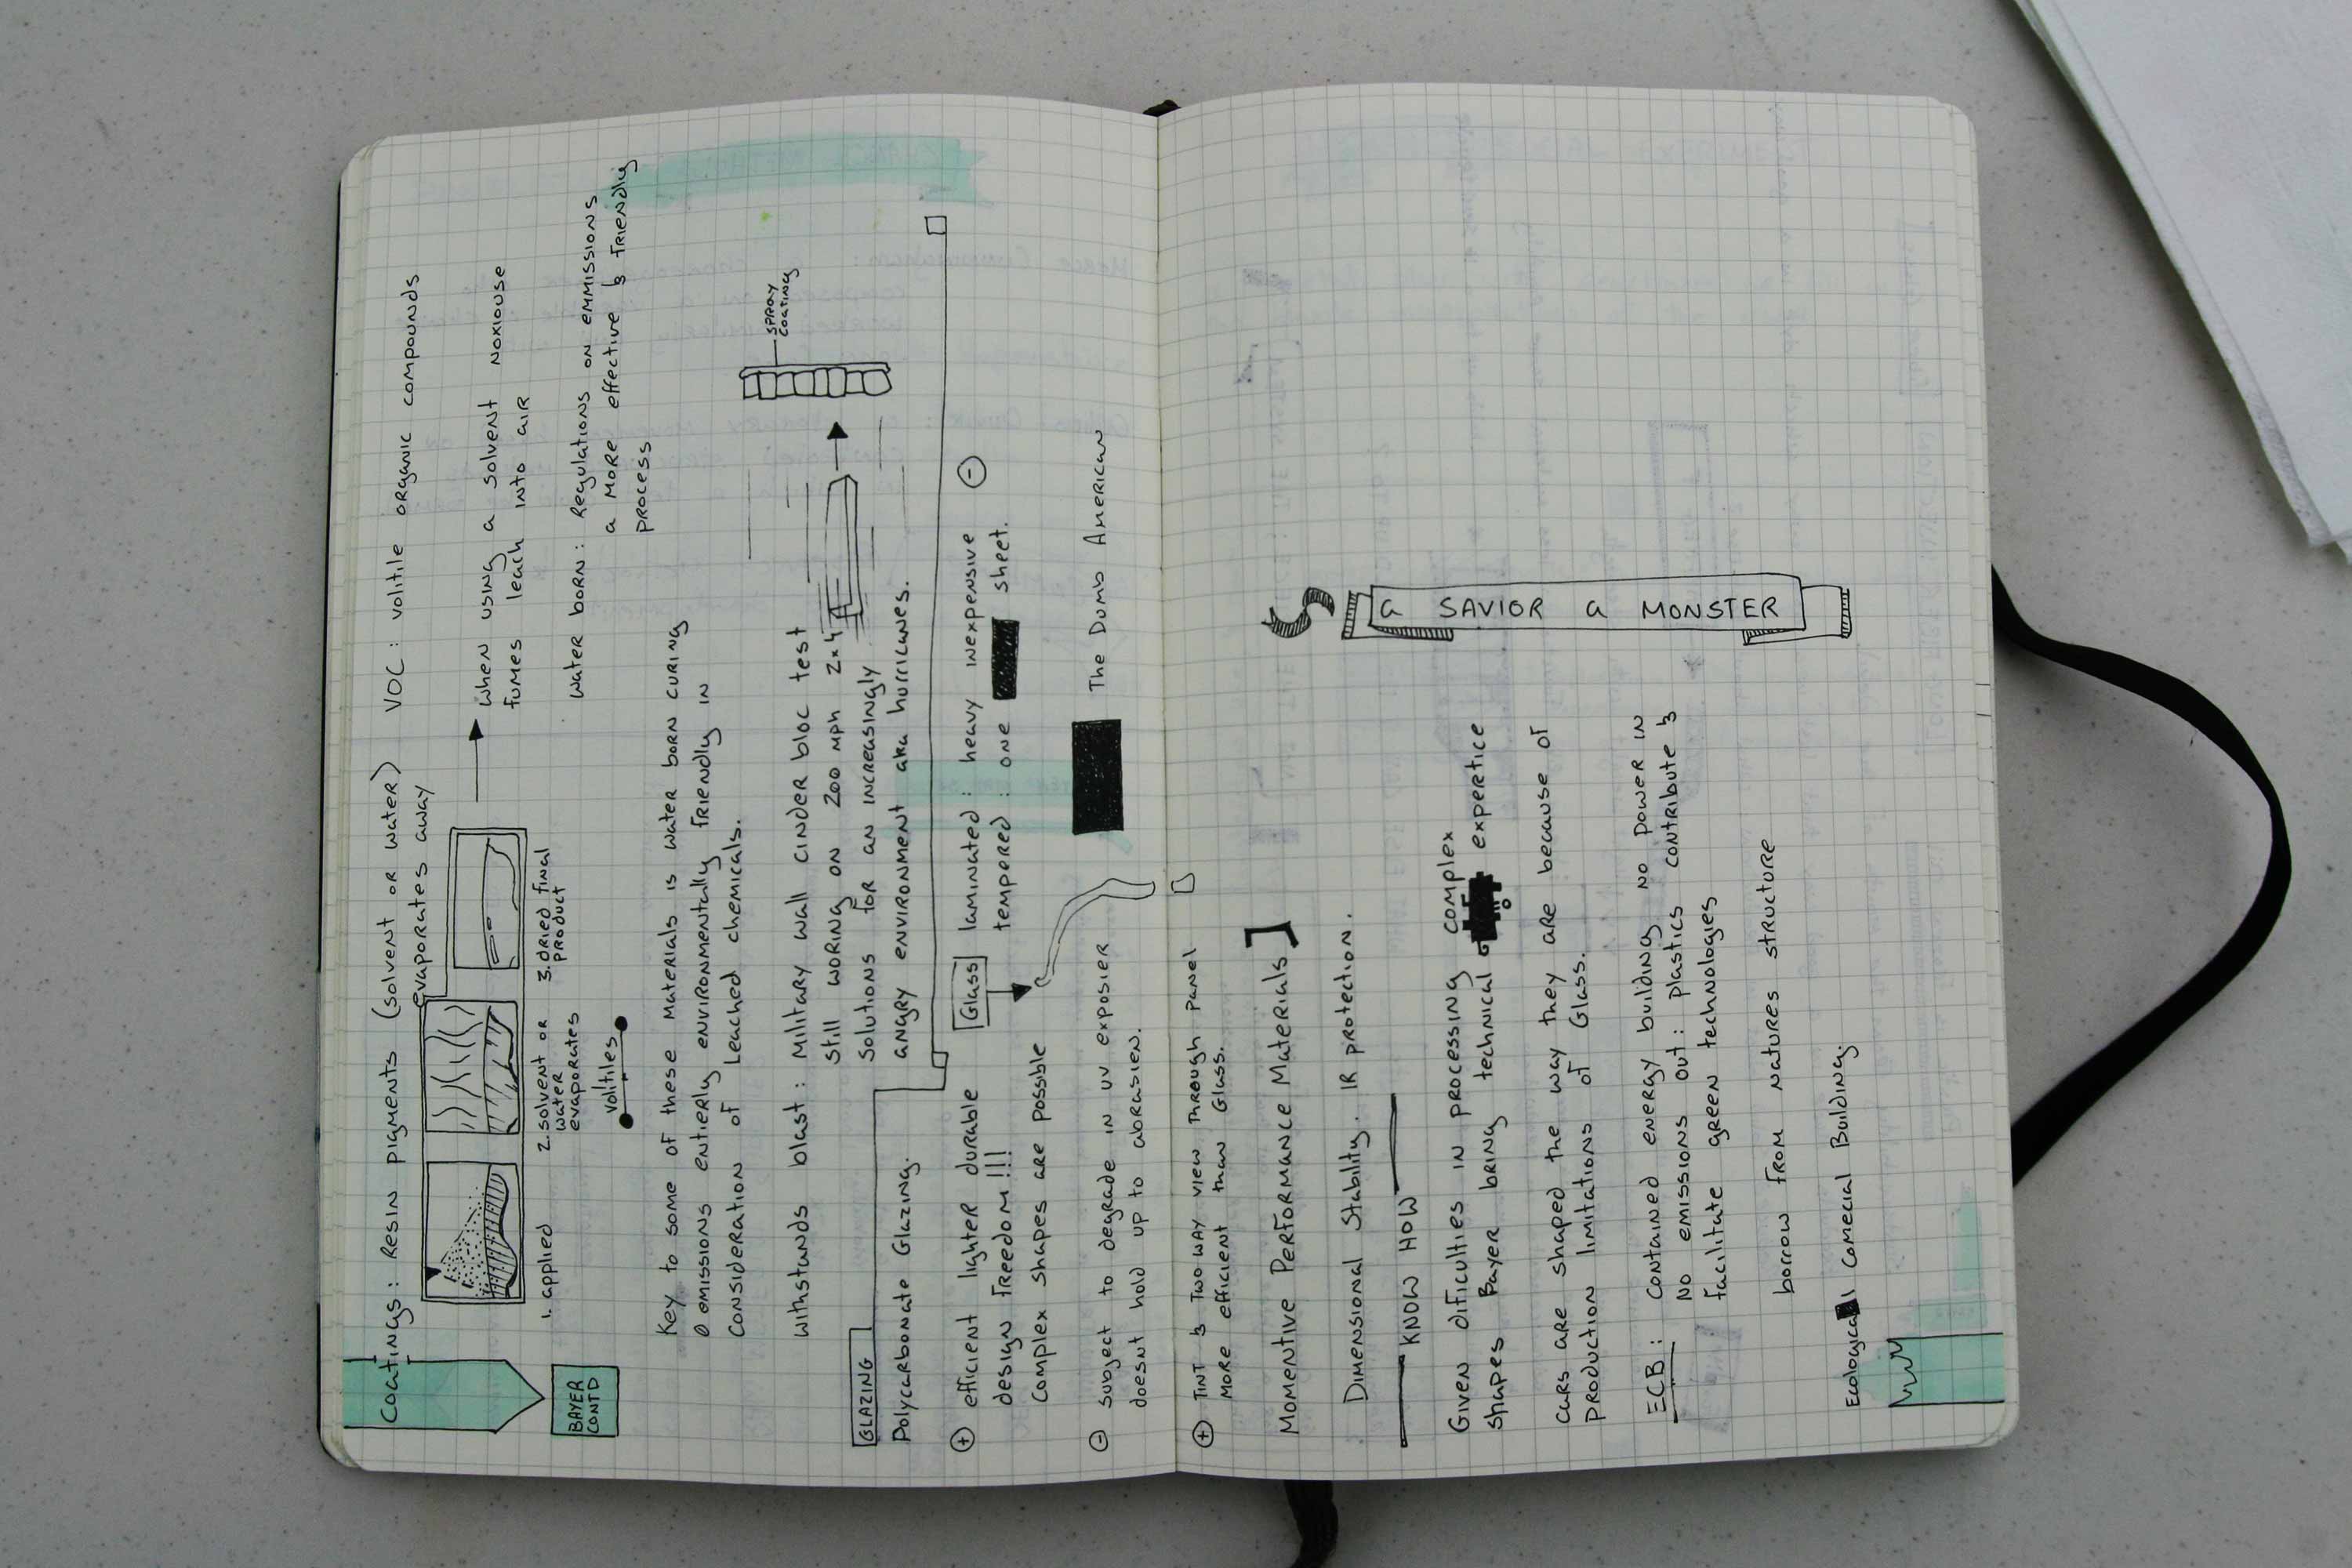 Coatings: Resin pigments (solvent or water)
evaporates away
BAYER
CONTD
1. applied
2. solvent or
water
evaporates
3. dried final
product
volitiles
VOC: volitile organic compounds
when using a solvent noxiouse
fumes leach into air
water born: Regulations on emmisions
a more effective & friendly
process
Key to some of these materials is water born curing
0 emissions entierly environmentally friendly in
consideration of leached chemicals.
withstands blast: Military wall cinder bloc test
still woring on 200 mph 2x4
solutions for an increasingly
angry environment aka hurricanes.
SPRAY
COATING
GLAZING
Polycarbonate Glazing.
+ efficient lighter durable
design freedom!!!
Complex shapes are possible
- subject to degrade in uv exposier
doesnt hold up to abrasien.
Glass
laminated: heavy inexpensive -
tempered: one sheet.
The Dumb American
+ Tint & Two way view through panel
more efficient than Glass.
Momentive Performance Materials]
Dimensional Stability. IR protection.
KNOW HOW
Given dificulties in processing complex
shapes Bayer bring technical expertice
cars are shaped the way they are because of
production limitations of Glass.
ECB: contained energy building no power in
No emissions out: plastics contribute &
facilitate green technologies
borrow from natures structure
Ecological Comecial Building.
a SAVIOR a MONSTER